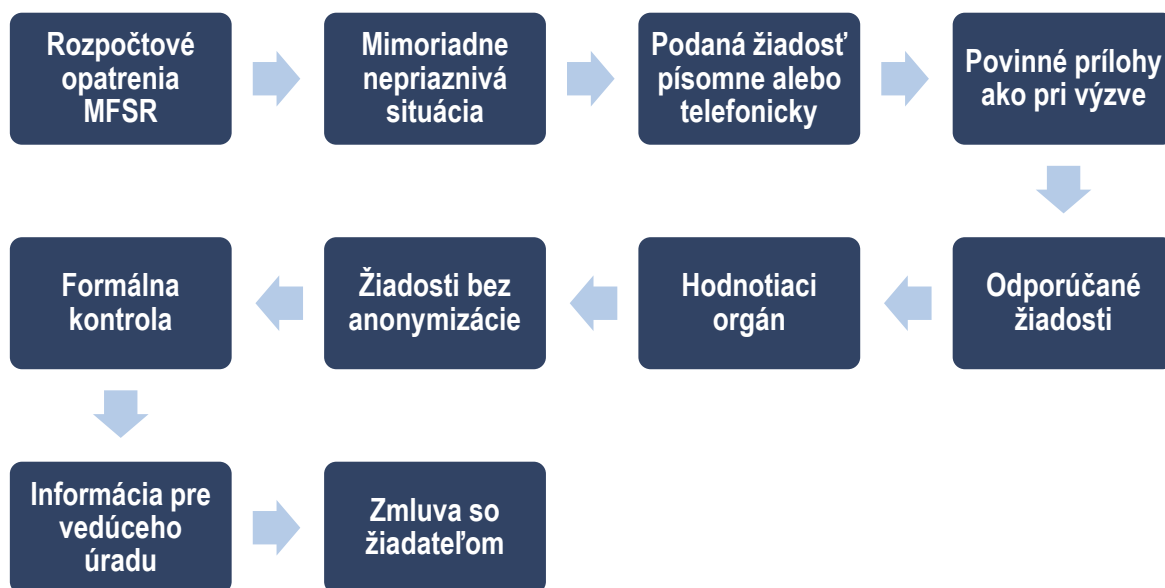 Rozpočtové
opatrenia
MFSR
Mimoriadne
nepriaznivá
situácia
Podaná žiadosť
písomne alebo
telefonicky
Povinné prílohy
ako pri výzve
Odporúčané
žiadosti
Hodnotiaci
orgán
Žiadosti bez
anonymizácie
Formálna
kontrola
Informácia pre
vedúceho
úradu
Zmluva so
žiadateľom